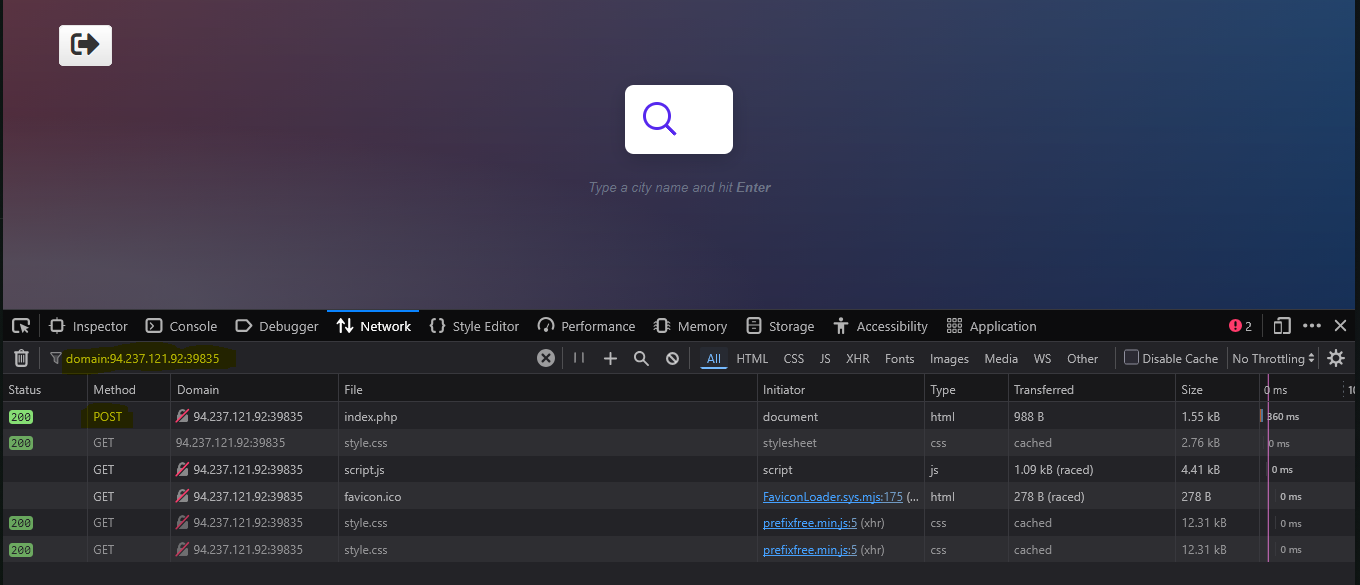 Type a city name and hit Enter
Inspector Console Debugger Network Style Editor Performance Memory Storage Accessibility Application 2
domain:94.237.121.92:39835 All HTML CSS JS XHR Fonts Images Media WS Other Disable Cache No Throttling
Status Method Domain File Initiator Type Transferred Size 0 ms 10
200 POST 94.237.121.92:39835 index.php document html 988 B 1.55 kB 360 ms
200 GET 94.237.121.92:39835 style.css stylesheet css cached 2.76 kB 0 ms
GET 94.237.121.92:39835 script.js script js 1.09 kB (raced) 4.41 kB 0 ms
GET 94.237.121.92:39835 favicon.ico FaviconLoader.sys.mjs:175 (... html 278 B (raced) 278 B 0 ms
200 GET 94.237.121.92:39835 style.css prefixfree.min.js:5 (xhr) css cached 12.31 kB 0 ms
200 GET 94.237.121.92:39835 style.css prefixfree.min.js:5 (xhr) css cached 12.31 kB 0 ms